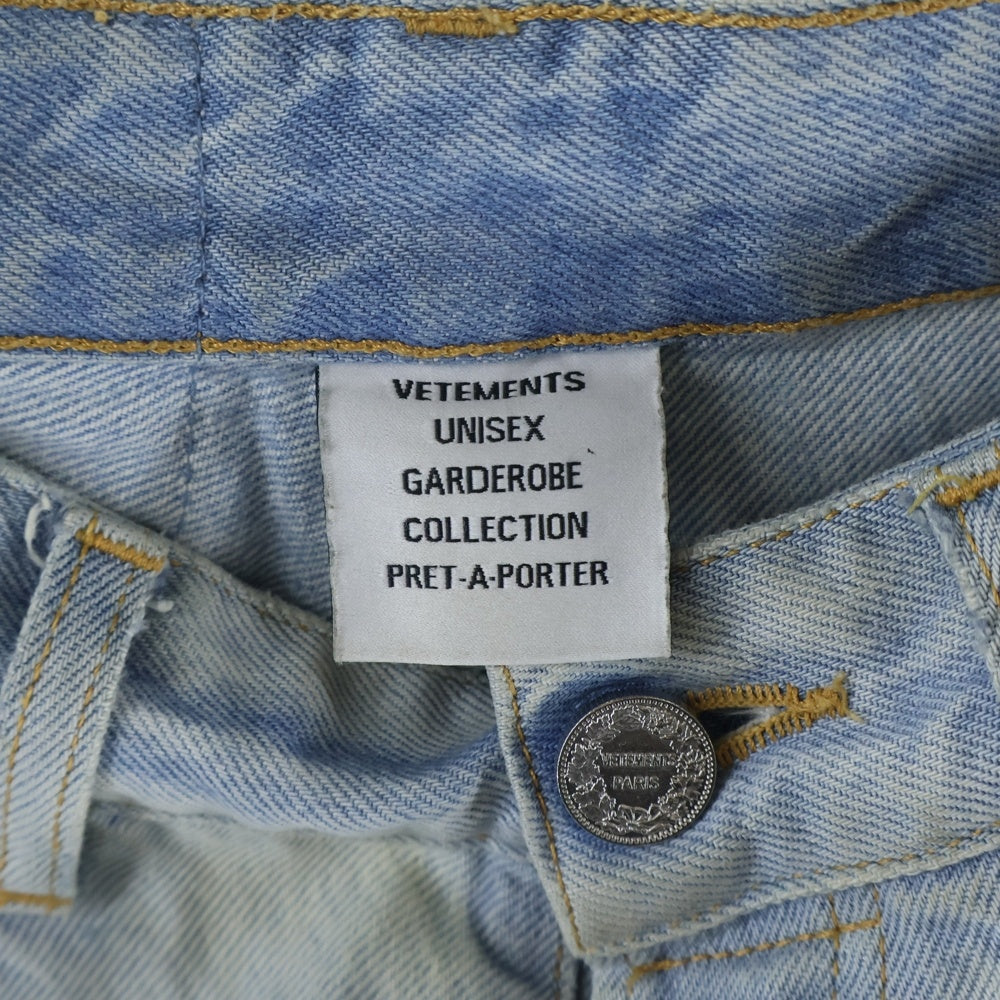 VETEMENTS
UNISEX
GARDEROBE
COLLECTION
PRET-A-PORTER
VETEMENTS
PARIS